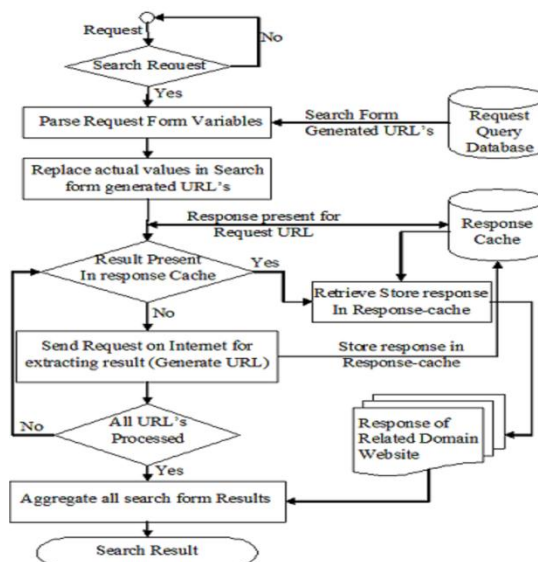 Request
No
Search Request
Yes
Parse Request Form Variables
Search Form
Generated URL's
Request
Query
Database
Replace actual values in Search
form generated URL's
Response present for
Request URL
Response
Cache
Result Present
In response Cache
Yes
Retrieve Store response
In Response-cache
No
Send Request on Internet for
extracting result (Generate URL)
Store response in
Response-cache
No
All URL's
Processed
Response of
Related Domain
Website
Yes
Aggregate all search form Results
Search Result